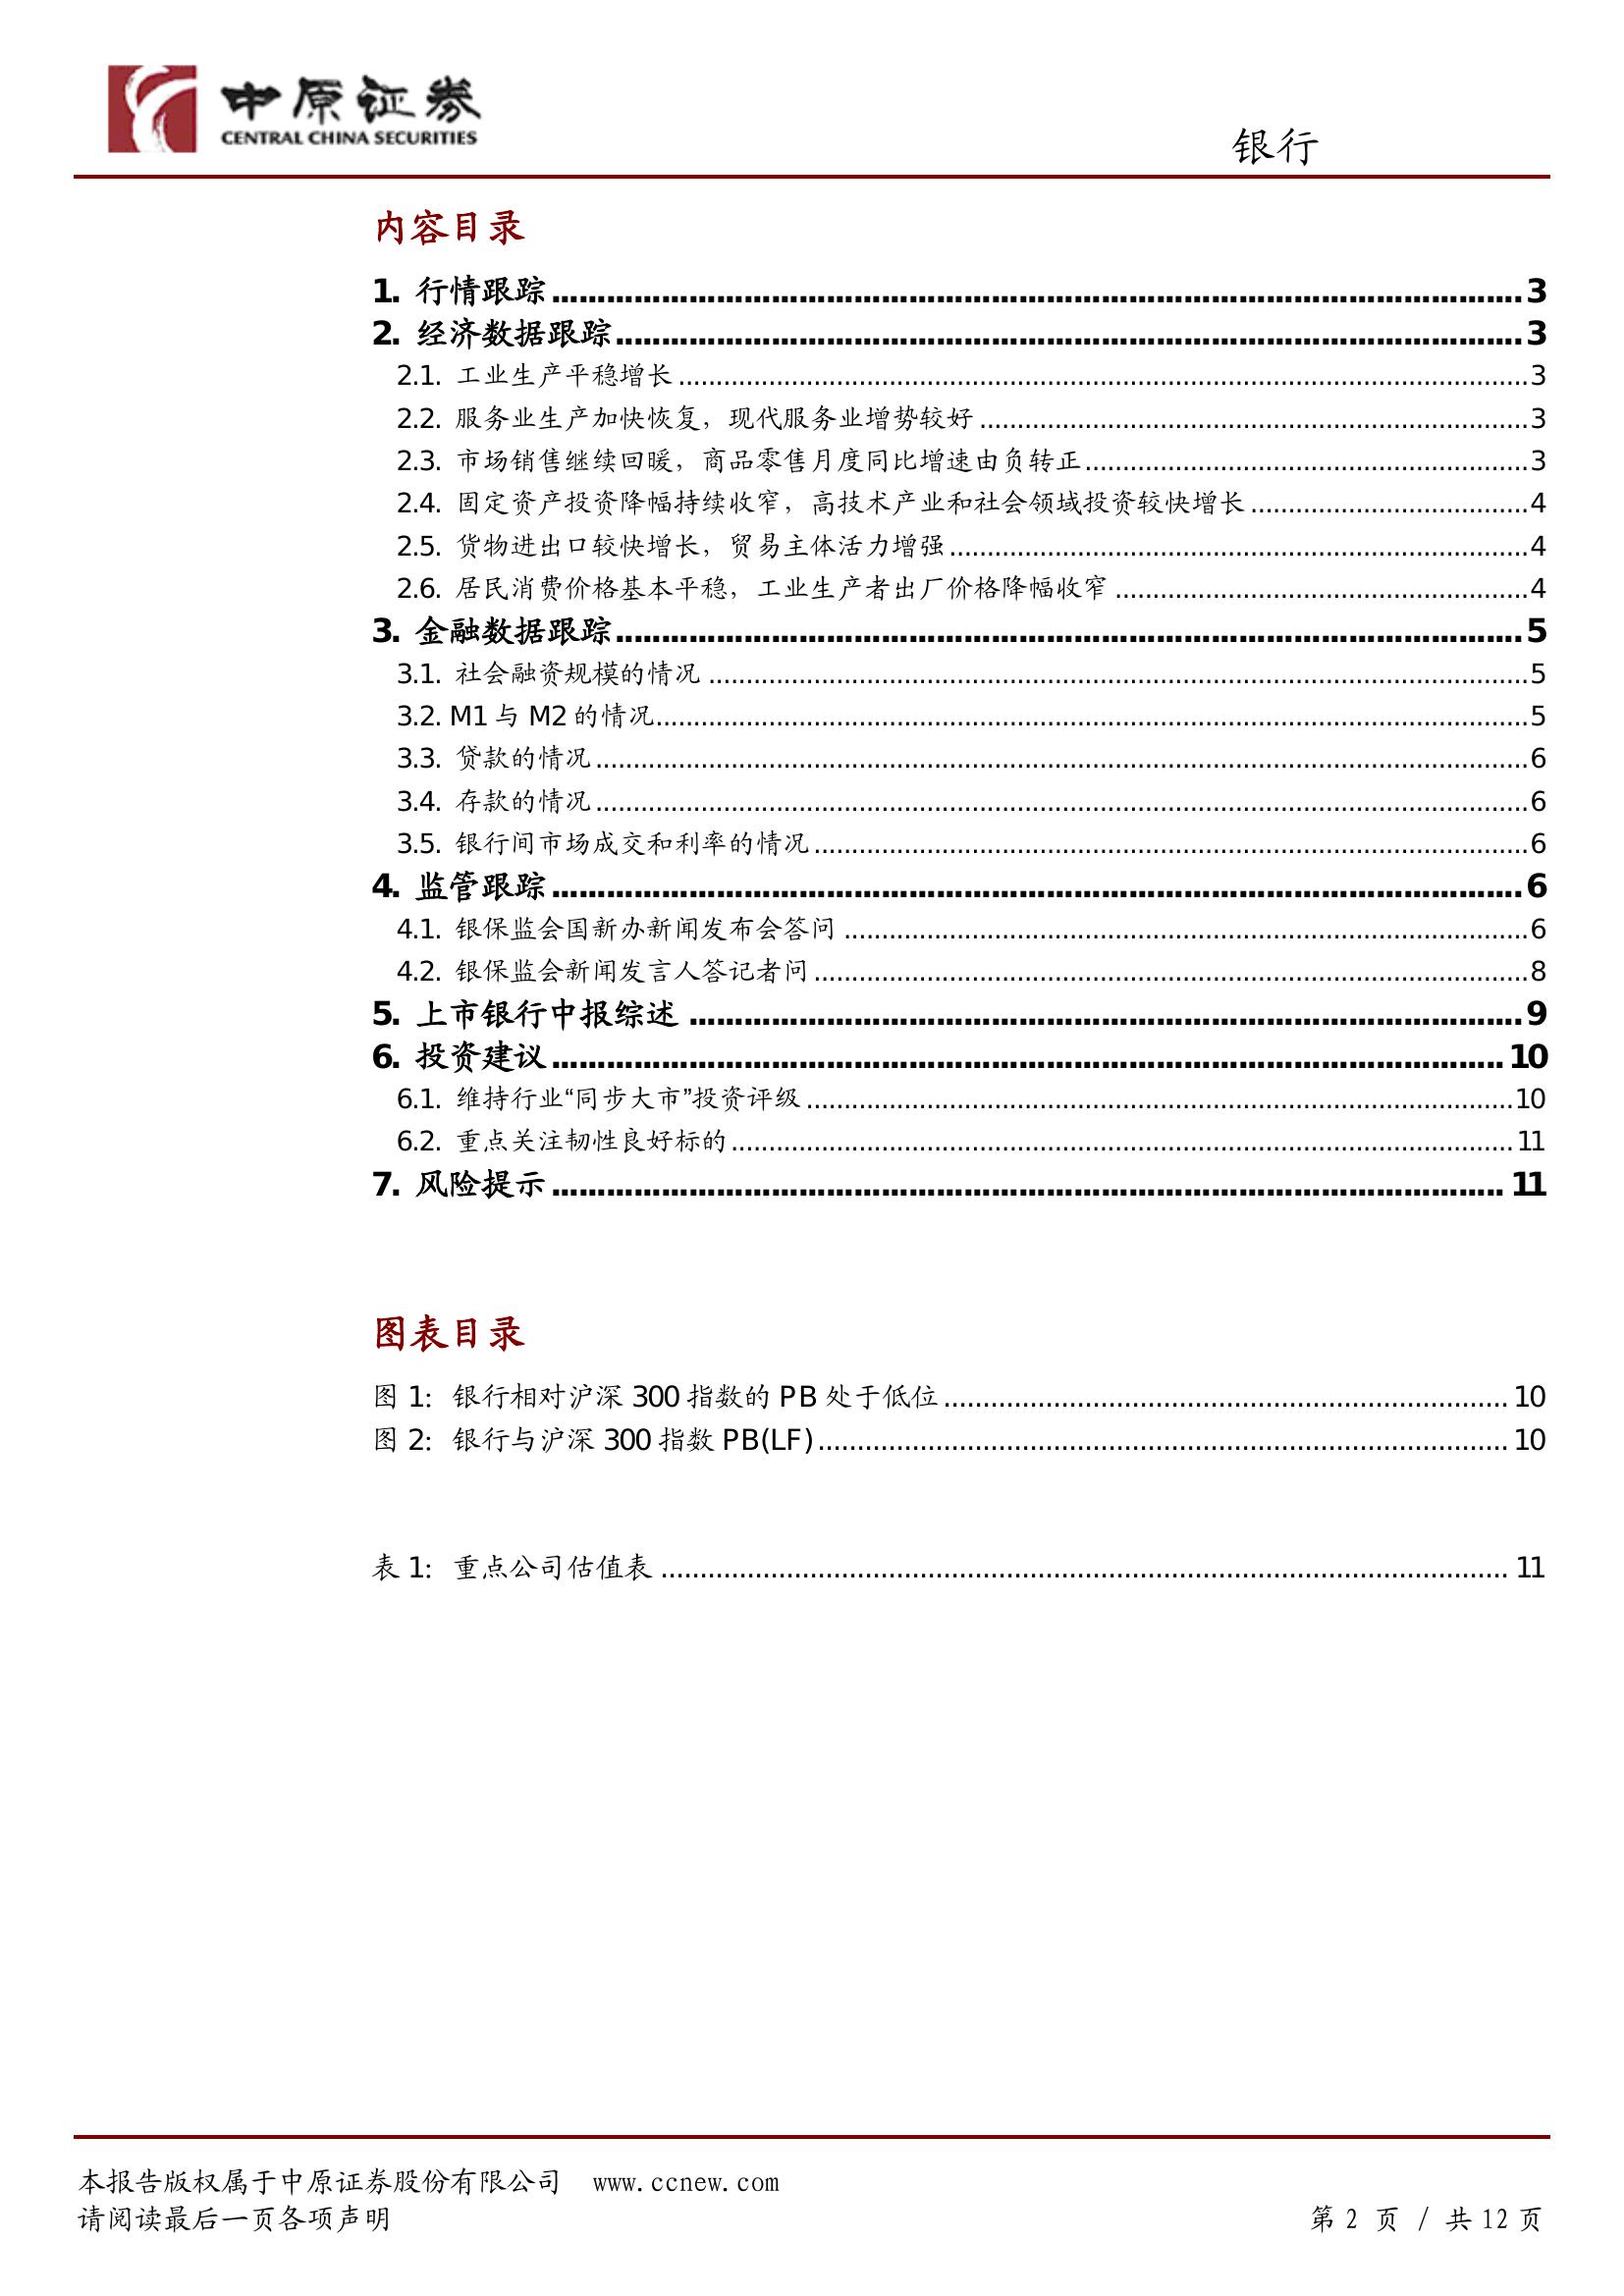 中原证券
CENTRAL CHINA SECURITIES
银行
内容目录
1. 行情跟踪 3
2. 经济数据跟踪 3
2.1. 工业生产平稳增长 3
2.2. 服务业生产加快恢复，现代服务业增势较好 3
2.3. 市场销售继续回暖，商品零售月度同比增速由负转正 3
2.4. 固定资产投资降幅持续收窄，高技术产业和社会领域投资较快增长 4
2.5. 货物进出口较快增长，贸易主体活力增强 4
2.6. 居民消费价格基本平稳，工业生产者出厂价格降幅收窄 4
3. 金融数据跟踪 5
3.1. 社会融资规模的情况 5
3.2. M1 与 M2 的情况 5
3.3. 贷款的情况 6
3.4. 存款的情况 6
3.5. 银行间市场成交和利率的情况 6
4. 监管跟踪 6
4.1. 银保监会国新办新闻发布会答问 6
4.2. 银保监会新闻发言人答记者问 8
5. 上市银行中报综述 9
6. 投资建议 10
6.1. 维持行业“同步大市”投资评级 10
6.2. 重点关注韧性良好标的 11
7. 风险提示 11
图表目录
图 1：银行相对沪深 300 指数的 PB 处于低位 10
图 2：银行与沪深 300 指数 PB(LF) 10
表 1：重点公司估值表 11
本报告版权属于中原证券股份有限公司 www.ccnew.com
请阅读最后一页各项声明 第 2 页 / 共 12 页